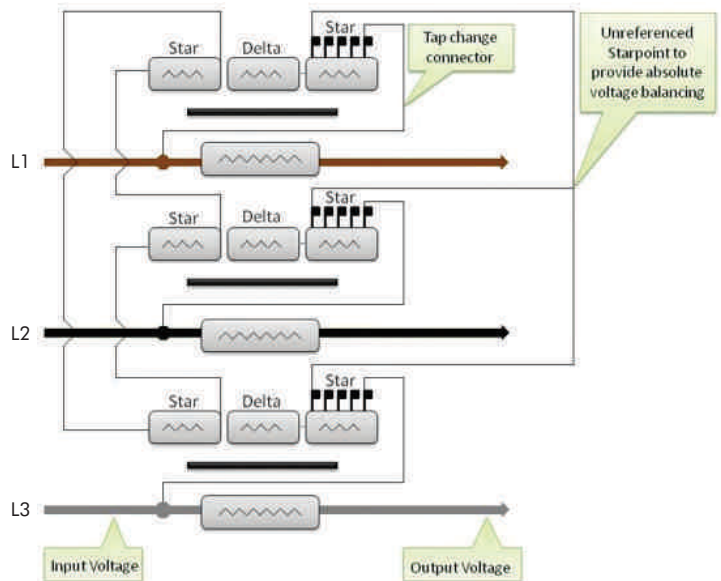 Star
Delta
Star
Tap change
connector
Unreferenced
Starpoint to
provide absolute
voltage balancing
L1
Star
Delta
Star
L2
Star
Delta
Star
L3
Input Voltage
Output Voltage